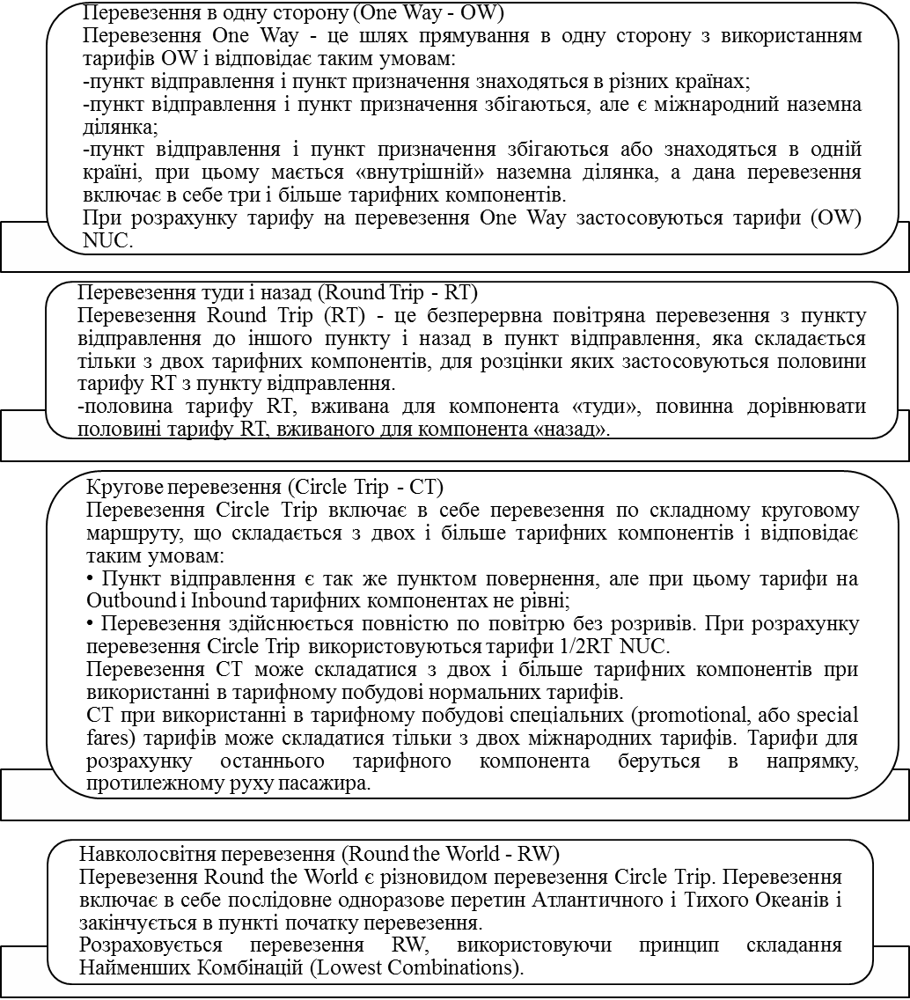 Перевезення в одну сторону (One Way - OW)
Перевезення One Way - це шлях прямування в одну сторону з використанням
тарифів OW і відповідає таким умовам:
-пункт відправлення і пункт призначення знаходяться в різних країнах;
-пункт відправлення і пункт призначення збігаються, але є міжнародний наземна
ділянка;
-пункт відправлення і пункт призначення збігаються або знаходяться в одній
країні, при цьому мається «внутрішній» наземна ділянка, а дана перевезення
включає в себе три і більше тарифних компонентів.
При розрахунку тарифу на перевезення One Way застосовуються тарифи (OW)
NUC.
Перевезення туди і назад (Round Trip - RT)
Перевезення Round Trip (RT) - це безперервна повітряна перевезення з пункту
відправлення до іншого пункту і назад в пункт відправлення, яка складається
тільки з двох тарифних компонентів, для розцінки яких застосовуються половини
тарифу RT з пункту відправлення.
-половина тарифу RT, вживана для компонента «туди», повинна дорівнювати
половині тарифу RT, вживаного для компонента «назад».
Кругове перевезення (Circle Trip - CT)
Перевезення Circle Trip включає в себе перевезення по складному круговому
маршруту, що складається з двох і більше тарифних компонентів і відповідає
таким умовам:
• Пункт відправлення є так же пунктом повернення, але при цьому тарифи на
Outbound і Inbound тарифних компонентах не рівні;
• Перевезення здійснюється повністю по повітрю без розривів. При розрахунку
перевезення Circle Trip використовуються тарифи 1/2RT NUC.
Перевезення CT може складатися з двох і більше тарифних компонентів при
використанні в тарифному побудові нормальних тарифів.
CT при використанні в тарифному побудові спеціальних (promotional, або special
fares) тарифів може складатися тільки з двох міжнародних тарифів. Тарифи для
розрахунку останнього тарифного компонента беруться в напрямку,
протилежному руху пасажира.
Навколосвітня перевезення (Round the World - RW)
Перевезення Round the World є різновидом перевезення Circle Trip. Перевезення
включає в себе послідовне одноразове перетин Атлантичного і Тихого Океанів і
закінчується в пункті початку перевезення.
Розраховується перевезення RW, використовуючи принцип складання
Найменших Комбінацій (Lowest Combinations).